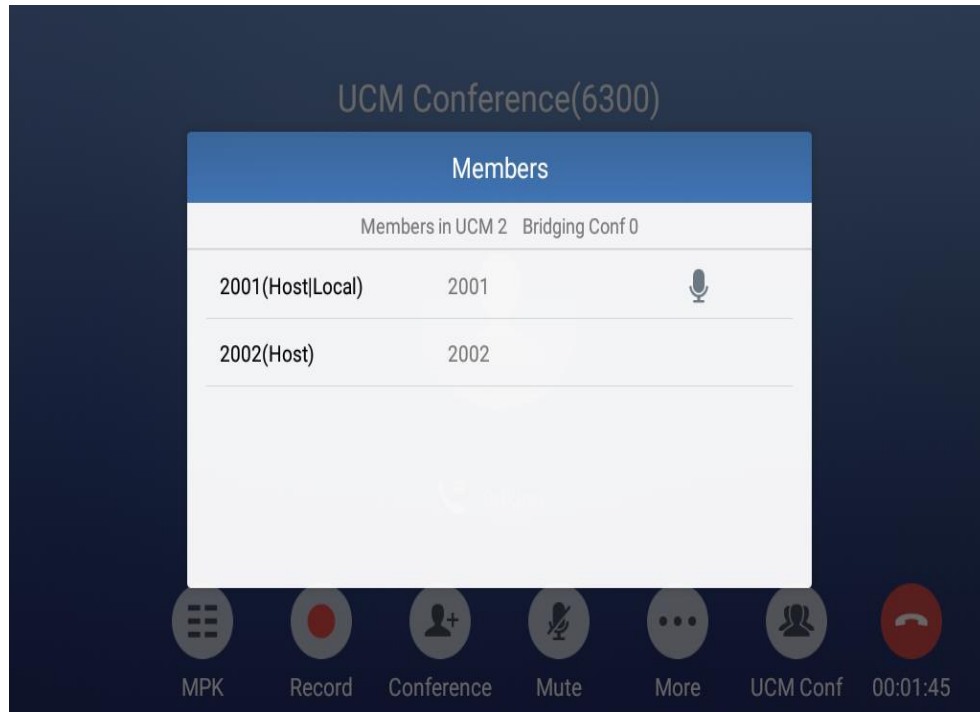 UCM Conference(6300)
Members
Members in UCM 2 Bridging Conf 0
2001(Host|Local) 2001
2002(Host) 2002
MPK Record Conference Mute More UCM Conf 00:01:45